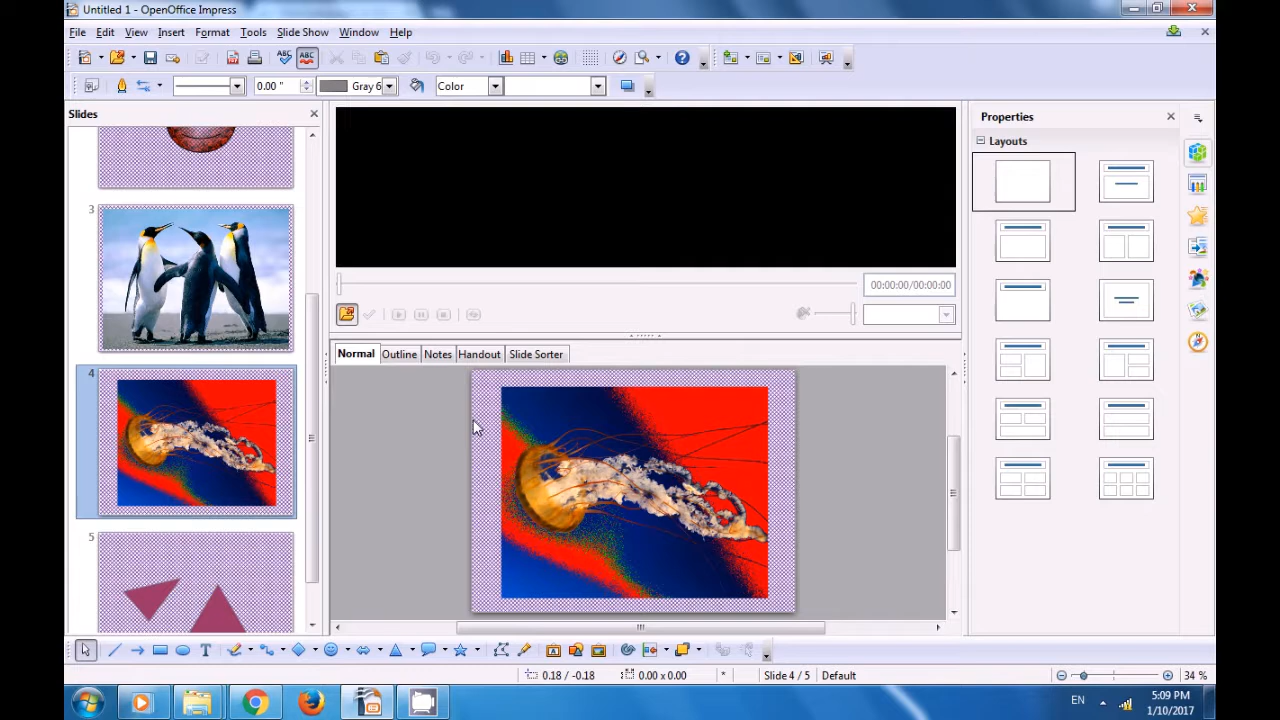 Untitled 1 - OpenOffice Impress
File Edit View Insert Format Tools Slide Show Window Help
ABC ABC
0.00 " Gray 6 Color
Slides
Properties
Layouts
3
00:00:00/00:00:00
Normal Outline Notes Handout Slide Sorter
4
5
0.18 / -0.18 0.00 x 0.00 * Slide 4 / 5 Default 34 %
EN 5:09 PM
1/10/2017